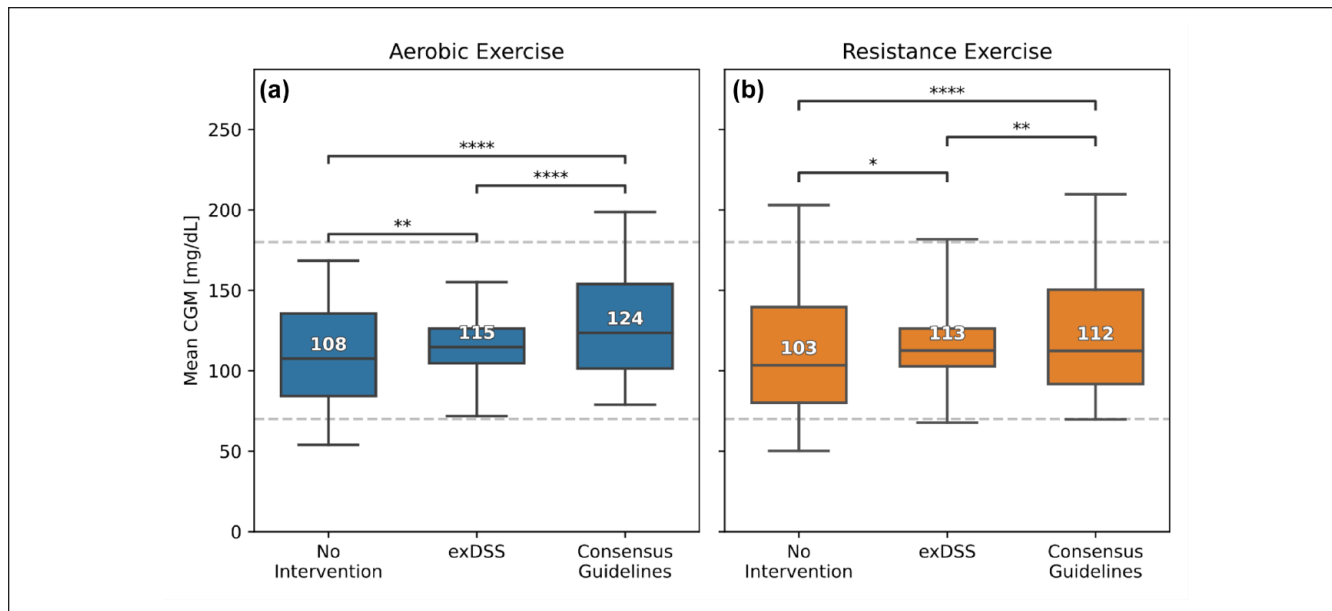 Aerobic Exercise
Resistance Exercise
(a)
(b)
Mean CGM [mg/dL]
250
200
150
100
50
0
****
****
**
****
**
*
108
115
124
103
113
112
No
Intervention
exDSS
Consensus
Guidelines
No
Intervention
exDSS
Consensus
Guidelines